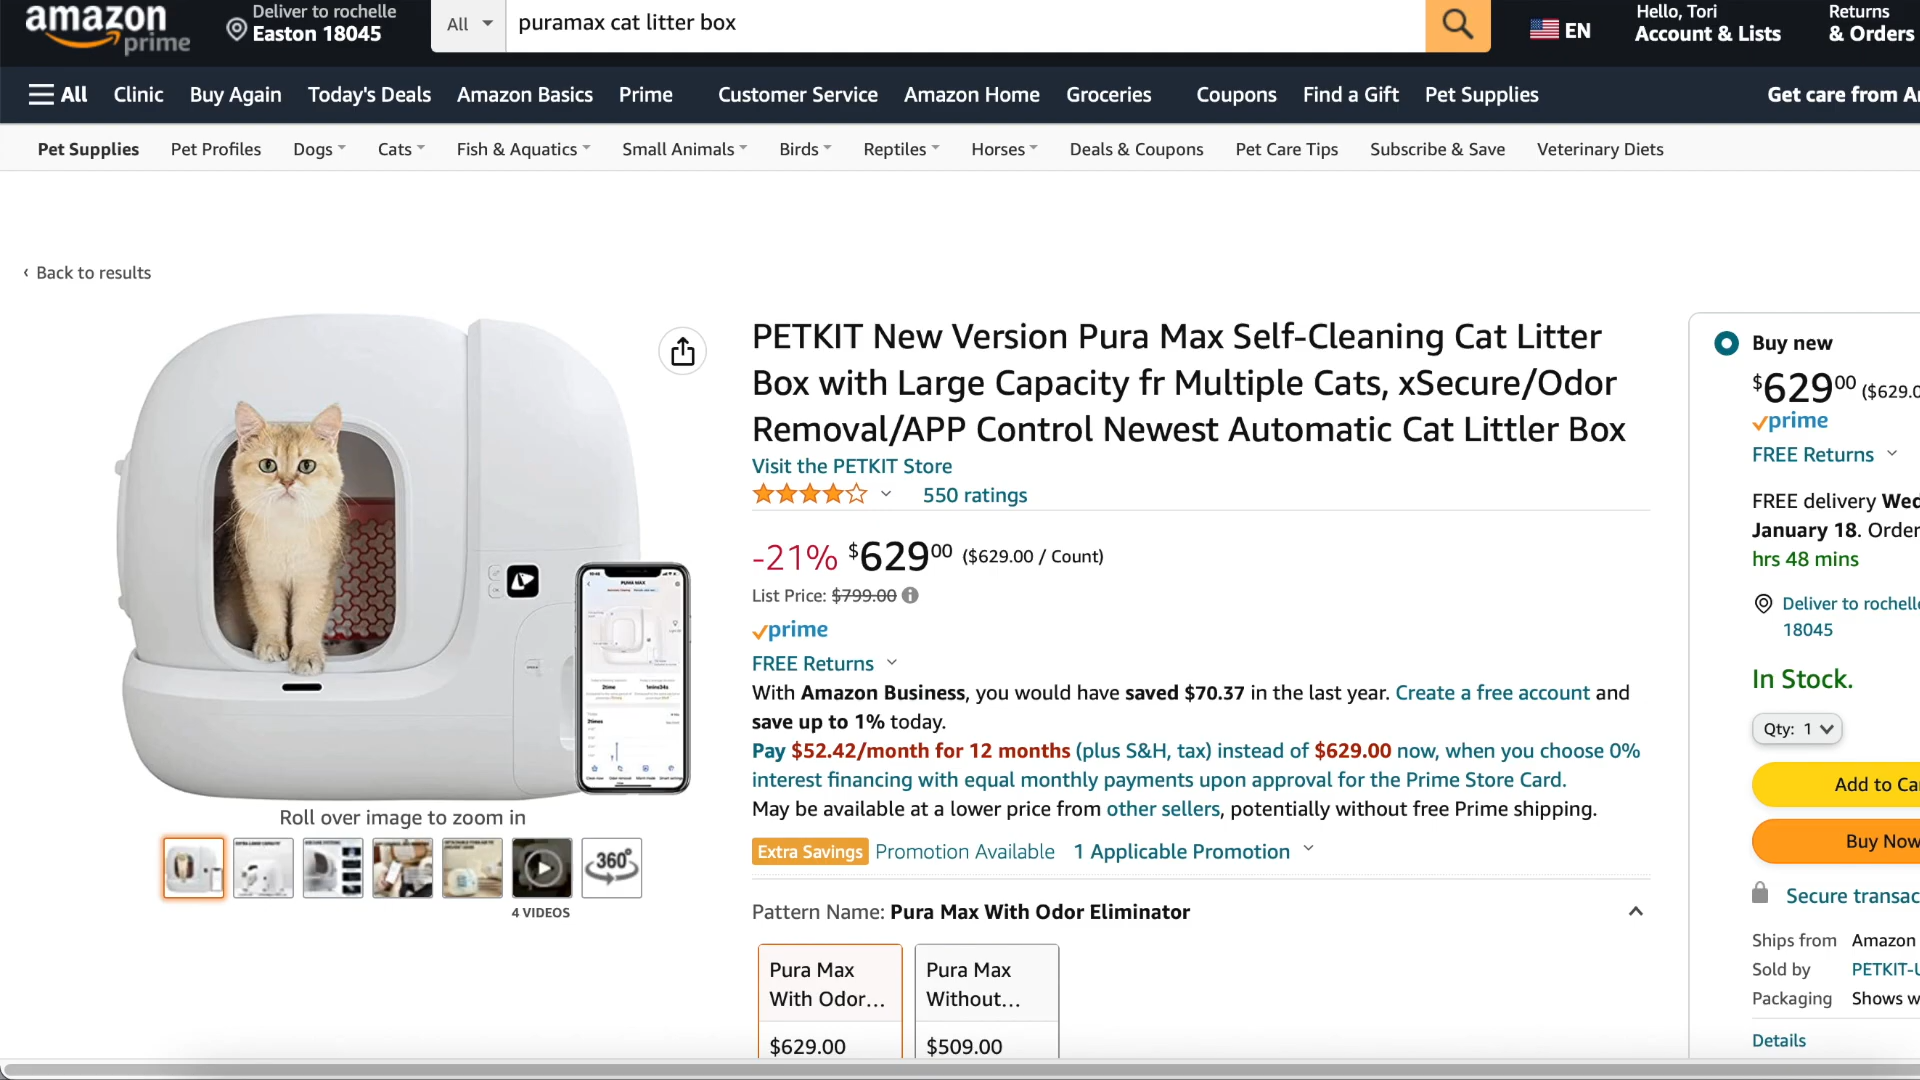 amazon
prime
Deliver to rochelle
Easton 18045
All
puramax cat litter box
EN
Hello, Tori
Account & Lists
Returns
& Orders
All
Clinic
Buy Again
Today's Deals
Amazon Basics
Prime
Customer Service
Amazon Home
Groceries
Coupons
Find a Gift
Pet Supplies
Get care from
Pet Supplies
Pet Profiles
Dogs
Cats
Fish & Aquatics
Small Animals
Birds
Reptiles
Horses
Deals & Coupons
Pet Care Tips
Subscribe & Save
Veterinary Diets
‹ Back to results
PURA MAX
Roll over image to zoom in
360°
4 VIDEOS
PETKIT New Version Pura Max Self-Cleaning Cat Litter
Box with Large Capacity fr Multiple Cats, xSecure/Odor
Removal/APP Control Newest Automatic Cat Littler Box
Visit the PETKIT Store
550 ratings
-21% $629 00 ($629.00 / Count)
List Price: $799.00
prime
FREE Returns
With Amazon Business, you would have saved $70.37 in the last year. Create a free account and
save up to 1% today.
Pay $52.42/month for 12 months (plus S&H, tax) instead of $629.00 now, when you choose 0%
interest financing with equal monthly payments upon approval for the Prime Store Card.
May be available at a lower price from other sellers, potentially without free Prime shipping.
Extra Savings Promotion Available 1 Applicable Promotion
Pattern Name: Pura Max With Odor Eliminator
Pura Max
With Odor...
$629.00
Pura Max
Without...
$509.00
Buy new
$629 00 ($629.0
prime
FREE Returns
FREE delivery Wed
January 18. Order
hrs 48 mins
Deliver to rochelle
18045
In Stock.
Qty: 1
Add to Ca
Buy Now
Secure transac
Ships from Amazon
Sold by PETKIT-U
Packaging Shows w
Details